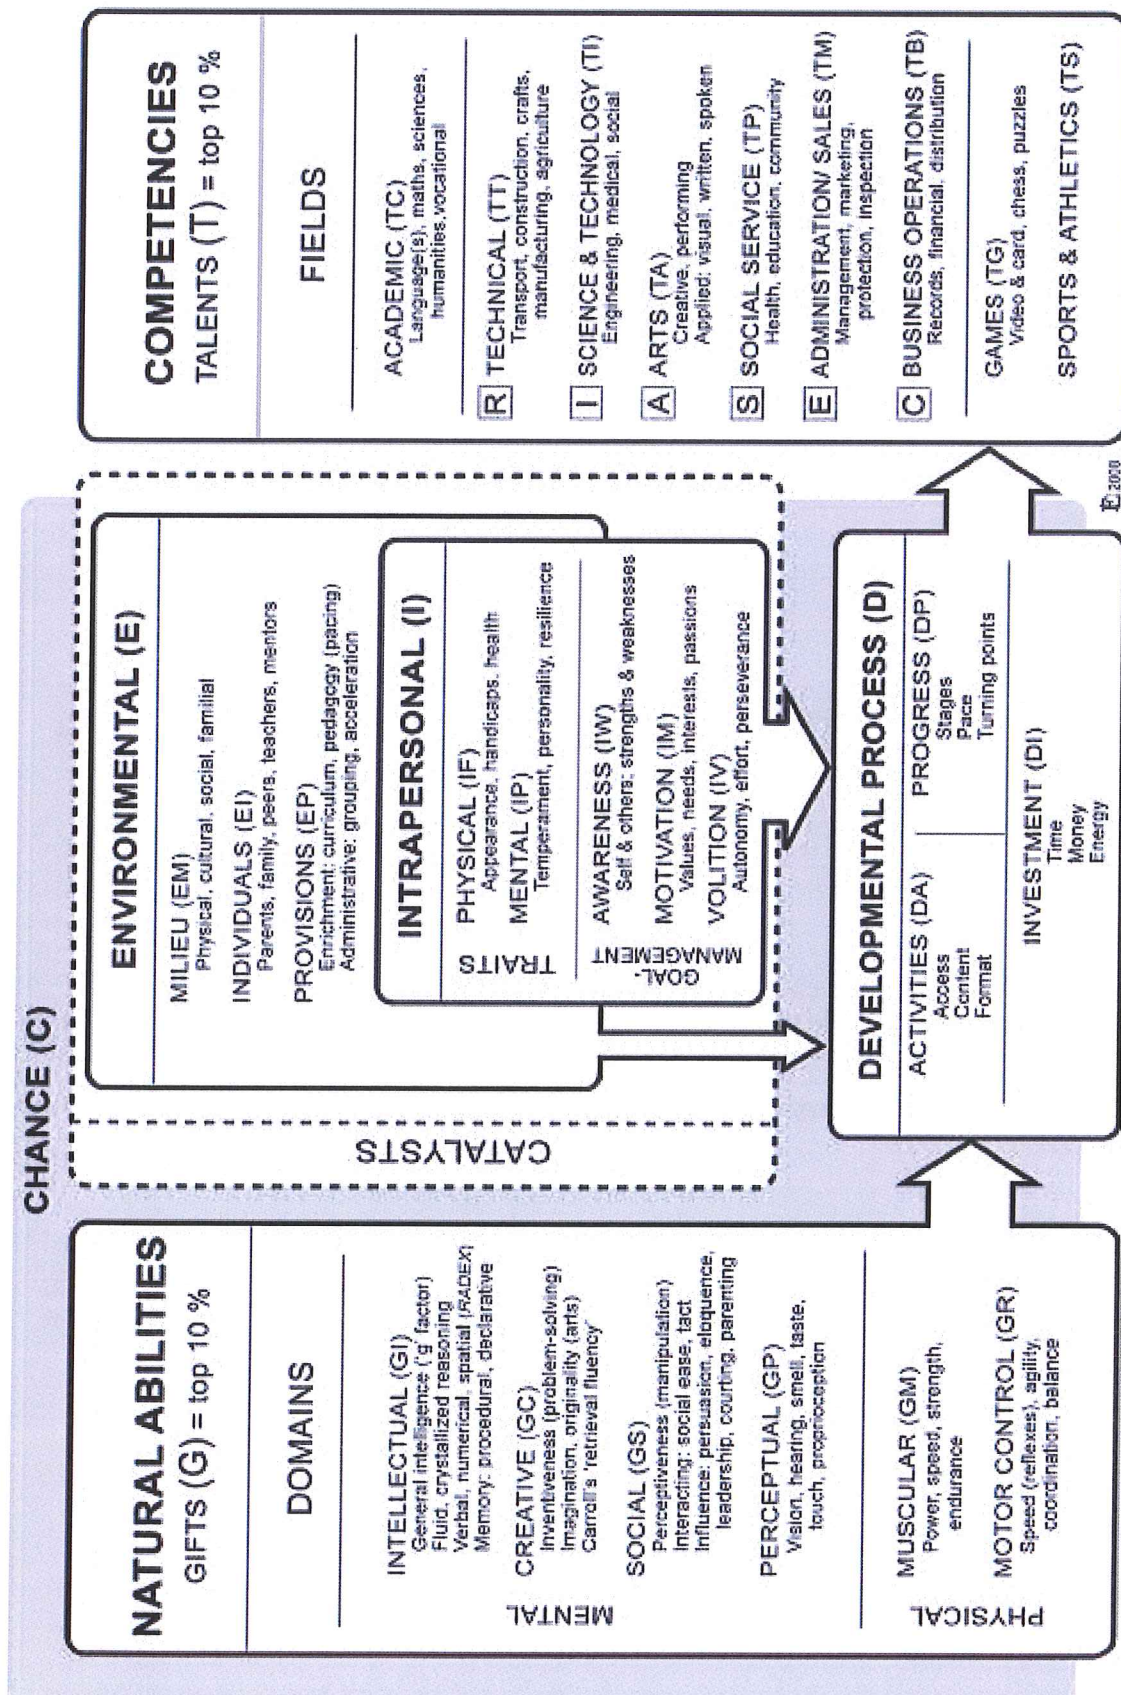 CHANCE (C)
NATURAL ABILITIES
GIFTS (G) = top 10 %
DOMAINS
MENTAL
INTELLECTUAL (GI)
General intelligence ('g' factor)
Fluid, crystallized reasoning
Verbal, numerical, spatial (RADEX)
Memory: procedural, declarative
CREATIVE (GC)
Inventiveness (problem-solving)
Imagination, originality (arts)
Carroll's 'retrieval fluency'
SOCIAL (GS)
Perceptiveness (manipulation)
Interacting: social ease, tact
Influence: persuasion, eloquence,
leadership, courting, parenting
PERCEPTUAL (GP)
Vision, hearing, smell, taste,
touch, proprioception
PHYSICAL
MUSCULAR (GM)
Power, speed, strength,
endurance
MOTOR CONTROL (GR)
Speed (reflexes), agility,
coordination, balance
CATALYSTS
ENVIRONMENTAL (E)
MILIEU (EM)
Physical, cultural, social, familial
INDIVIDUALS (EI)
Parents, family, peers, teachers, mentors
PROVISIONS (EP)
Enrichment: curriculum, pedagogy (pacing)
Administrative: grouping, acceleration
INTRAPERSONAL (I)
TRAITS
PHYSICAL (IF)
Appearance, handicaps, health
MENTAL (IP)
Temperament, personality, resilience
GOAL-
MANAGEMENT
AWARENESS (IW)
Self & others; strengths & weaknesses
MOTIVATION (IM)
Values, needs, interests, passions
VOLITION (IV)
Autonomy, effort, perseverance
DEVELOPMENTAL PROCESS (D)
ACTIVITIES (DA)
Access
Content
Format
PROGRESS (DP)
Stages
Pace
Turning points
INVESTMENT (DI)
Time
Money
Energy
COMPETENCIES
TALENTS (T) = top 10 %
FIELDS
ACADEMIC (TC)
Language(s), maths, sciences,
humanities, vocational
R TECHNICAL (TT)
Transport, construction, crafts,
manufacturing, agriculture
I SCIENCE & TECHNOLOGY (TI)
Engineering, medical, social
A ARTS (TA)
Creative, performing
Applied: visual, written, spoken
S SOCIAL SERVICE (TP)
Health, education, community
E ADMINISTRATION/ SALES (TM)
Management, marketing,
protection, inspection
C BUSINESS OPERATIONS (TB)
Records, financial, distribution
GAMES (TG)
Video & card, chess, puzzles
SPORTS & ATHLETICS (TS)
2000